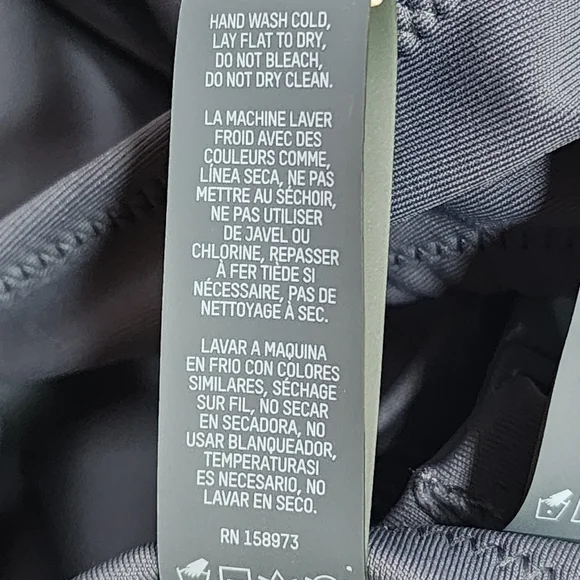 HAND WASH COLD,
LAY FLAT TO DRY,
DO NOT BLEACH,
DO NOT DRY CLEAN.
LA MACHINE LAVER
FROID AVEC DES
COULEURS COMME,
LÍNEA SECA, NE PAS
METTRE AU SÉCHOIR,
NE PAS UTILISER
DE JAVEL OU
CHLORINE, REPASSER
À FER TIÈDE SI
NÉCESSAIRE, PAS DE
NETTOYAGE À SEC.
LAVAR A MAQUINA
EN FRIO CON COLORES
SIMILARES, SÉCHAGE
SUR FIL, NO SECAR
EN SECADORA, NO
USAR BLANQUEADOR,
TEMPERATURASI
ES NECESARIO, NO
LAVAR EN SECO.
RN 158973